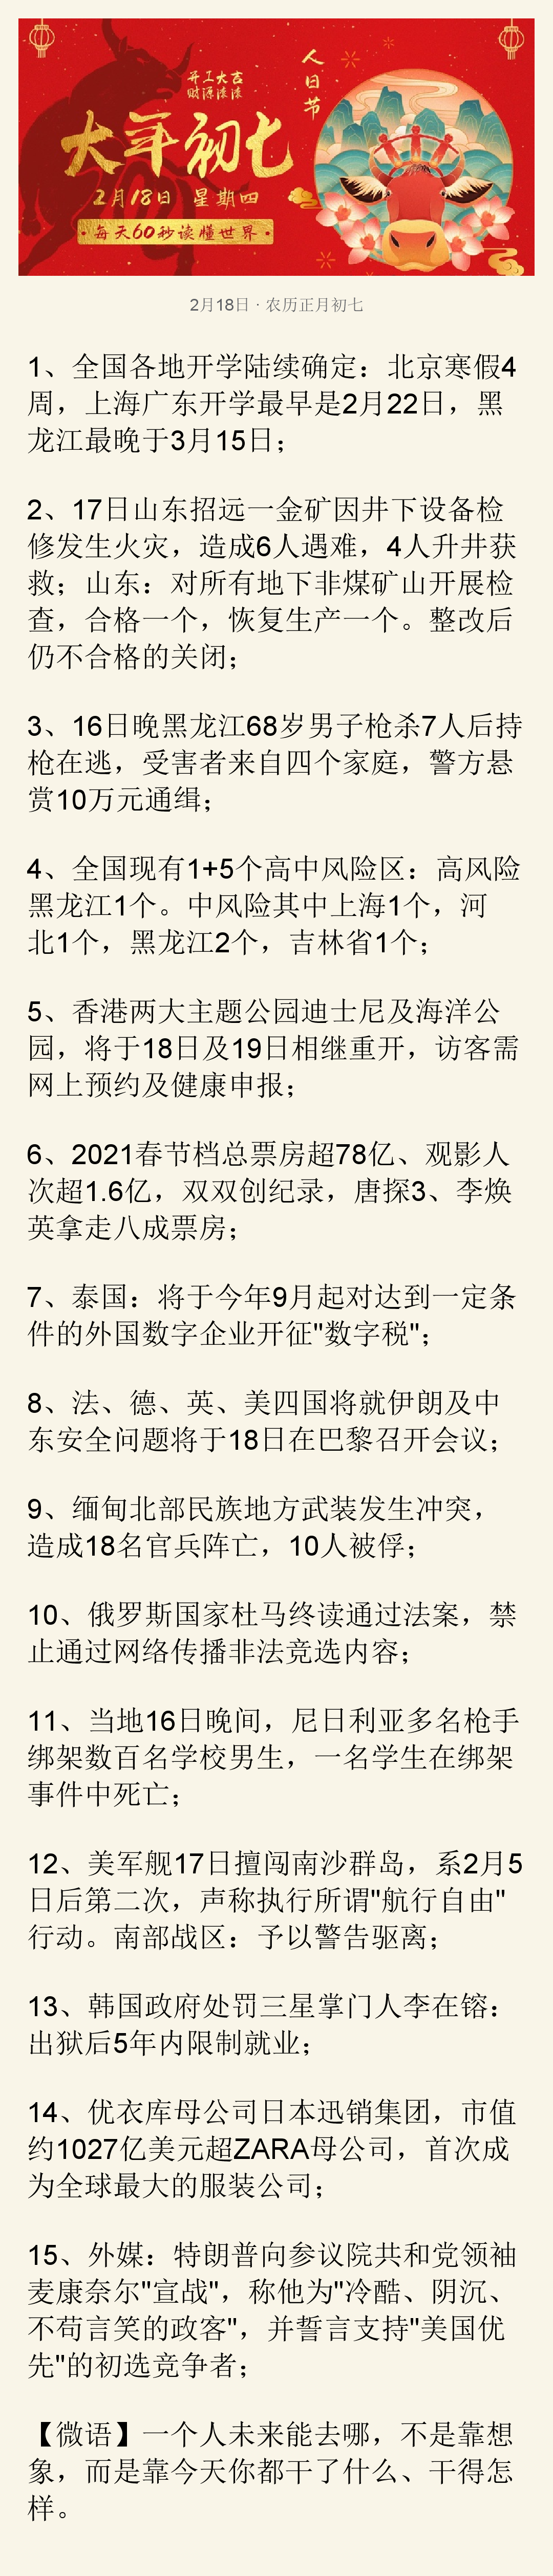 人日节
开工大吉
财源滚滚
大年初七
2月18日 星期四
·每天60秒读懂世界·
2月18日 · 农历正月初七
1、全国各地开学陆续确定：北京寒假4
周，上海广东开学最早是2月22日，黑
龙江最晚于3月15日；
2、17日山东招远一金矿因井下设备检
修发生火灾，造成6人遇难，4人升井获
救；山东：对所有地下非煤矿山开展检
查，合格一个，恢复生产一个。整改后
仍不合格的关闭；
3、16日晚黑龙江68岁男子枪杀7人后持
枪在逃，受害者来自四个家庭，警方悬
赏10万元通缉；
4、全国现有1+5个高中风险区：高风险
黑龙江1个。中风险其中上海1个，河
北1个，黑龙江2个，吉林省1个；
5、香港两大主题公园迪士尼及海洋公
园，将于18日及19日相继重开，访客需
网上预约及健康申报；
6、2021春节档总票房超78亿、观影人
次超1.6亿，双双创纪录，唐探3、李焕
英拿走八成票房；
7、泰国：将于今年9月起对达到一定条
件的外国数字企业开征"数字税"；
8、法、德、英、美四国将就伊朗及中
东安全问题将于18日在巴黎召开会议；
9、缅甸北部民族地方武装发生冲突，
造成18名官兵阵亡，10人被俘；
10、俄罗斯国家杜马终读通过法案，禁
止通过网络传播非法竞选内容；
11、当地16日晚间，尼日利亚多名枪手
绑架数百名学校男生，一名学生在绑架
事件中死亡；
12、美军舰17日擅闯南沙群岛，系2月5
日后第二次，声称执行所谓"航行自由"
行动。南部战区：予以警告驱离；
13、韩国政府处罚三星掌门人李在镕：
出狱后5年内限制就业；
14、优衣库母公司日本迅销集团，市值
约1027亿美元超ZARA母公司，首次成
为全球最大的服装公司；
15、外媒：特朗普向参议院共和党领袖
麦康奈尔"宣战"，称他为"冷酷、阴沉、
不苟言笑的政客"，并誓言支持"美国优
先"的初选竞争者；
【微语】一个人未来能去哪，不是靠想
象，而是靠今天你都干了什么、干得怎
样。